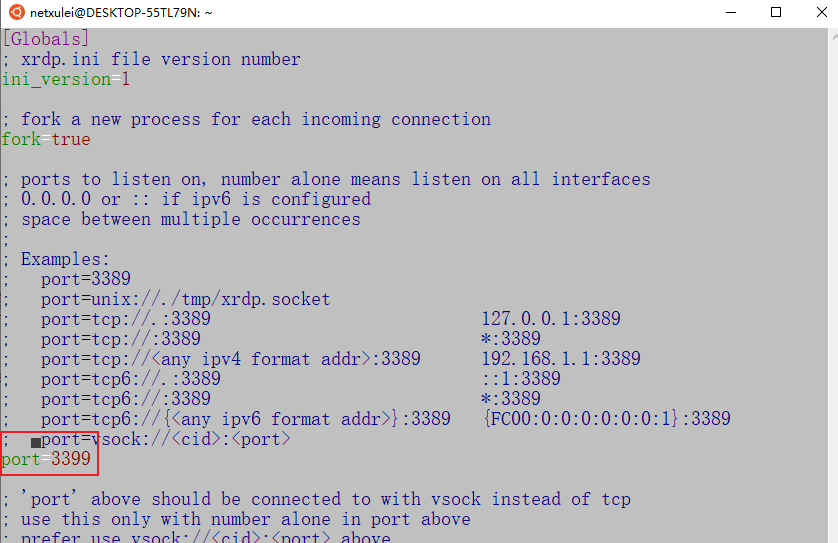 netxulei@DESKTOP-55TL79N: ~
[Globals]
; xrdp.ini file version number
ini_version=1
; fork a new process for each incoming connection
fork=true
; ports to listen on, number alone means listen on all interfaces
; 0.0.0.0 or :: if ipv6 is configured
; space between multiple occurrences
;
; Examples:
;   port=3389
;   port=unix://./tmp/xrdp.socket
;   port=tcp://.:3389                           127.0.0.1:3389
;   port=tcp://:3389                            *:3389
;   port=tcp://<any ipv4 format addr>:3389      192.168.1.1:3389
;   port=tcp6://.:3389                          ::1:3389
;   port=tcp6://:3389                           *:3389
;   port=tcp6://{<any ipv6 format addr>}:3389   {FC00:0:0:0:0:0:0:1}:3389
;   port=vsock://<cid>:<port>
port=3399
; 'port' above should be connected to with vsock instead of tcp
; use this only with number alone in port above
; prefer use vsock://<cid>:<port> above